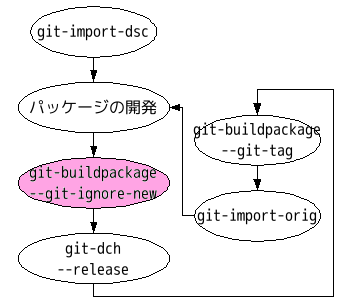 git-import-dsc
パッケージの開発
git-buildpackage
--git-ignore-new
git-dch
--release
git-buildpackage
--git-tag
git-import-orig